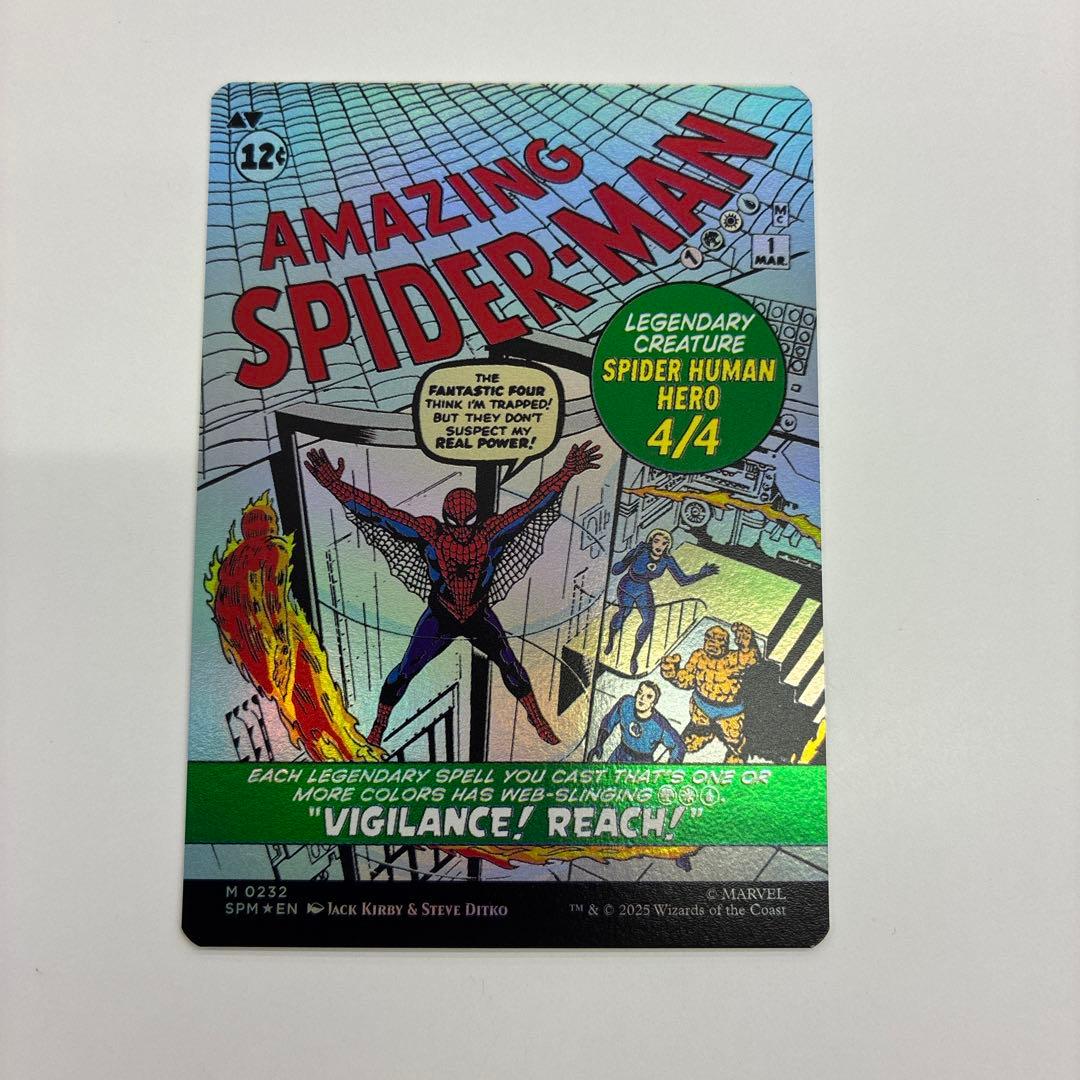 12¢
AMAZING
SPIDER-MAN
M
C
1
MAR.
LEGENDARY
CREATURE
SPIDER HUMAN
HERO
4/4
THE
FANTASTIC FOUR
THINK I'M TRAPPED!
BUT THEY DON'T
SUSPECT MY
REAL POWER!
EACH LEGENDARY SPELL YOU CAST THAT'S ONE OR
MORE COLORS HAS WEB-SLINGING
"VIGILANCE! REACH!"
M 0232
SPM★EN JACK KIRBY & STEVE DITKO
© MARVEL
™ & © 2025 Wizards of the Coast